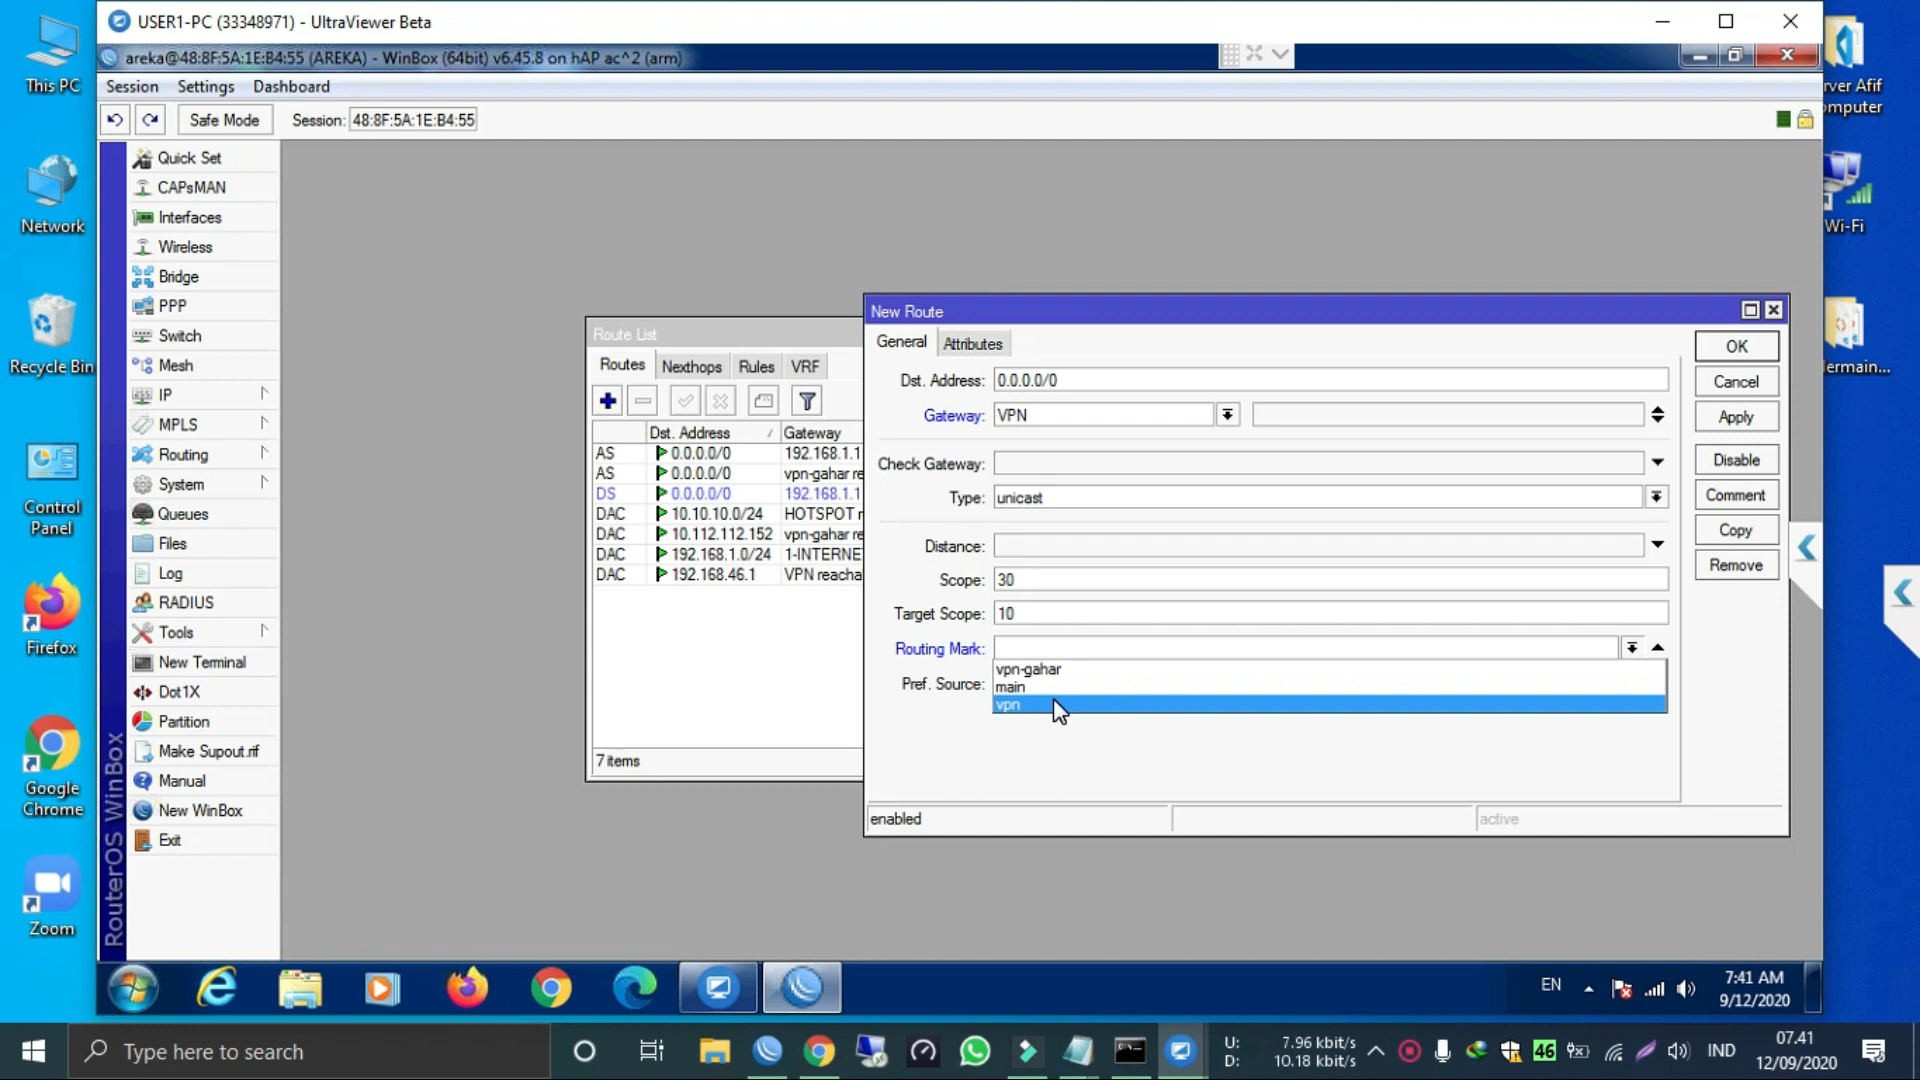 USER1-PC (33348971) - UltraViewer Beta
areka@48:8F:5A:1E:B4:55 (AREKA) - WinBox (64bit) v6.45.8 on hAP ac^2 (arm)
Session Settings Dashboard
Safe Mode Session: 48:8F:5A:1E:B4:55
This PC
Network
Recycle Bin
Control Panel
Firefox
Google Chrome
Zoom
rver Afif
omputer
Wi-Fi
ermain...
Quick Set
CAPsMAN
Interfaces
Wireless
Bridge
PPP
Switch
Mesh
IP
MPLS
Routing
System
Queues
Files
Log
RADIUS
Tools
New Terminal
Dot1X
Partition
Make Supout.rif
Manual
New WinBox
Exit
RouterOS WinBox
Route List
Routes Nexthops Rules VRF
Dst. Address / Gateway
AS 0.0.0.0/0 192.168.1.1
AS 0.0.0.0/0 vpn-gahar re
DS 0.0.0.0/0 192.168.1.1
DAC 10.10.10.0/24 HOTSPOT r
DAC 10.112.112.152 vpn-gahar re
DAC 192.168.1.0/24 1-INTERNE
DAC 192.168.46.1 VPN reacha
7 items
New Route
General Attributes
Dst. Address: 0.0.0.0/0
Gateway: VPN
Check Gateway:
Type: unicast
Distance:
Scope: 30
Target Scope: 10
Routing Mark:
vpn-gahar
main
vpn
Pref. Source:
enabled active
OK
Cancel
Apply
Disable
Comment
Copy
Remove
EN 7:41 AM
9/12/2020
Type here to search
U: 7.96 kbit/s
D: 10.18 kbit/s
46 IND
07.41
12/09/2020